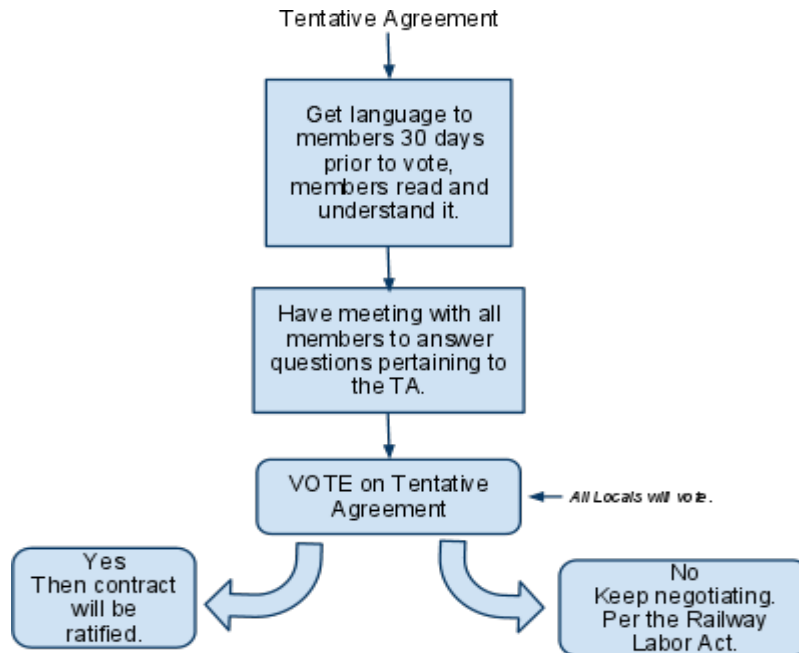 Tentative Agreement
Get language to
members 30 days
prior to vote,
members read and
understand it.
Have meeting with all
members to answer
questions pertaining to
the TA.
VOTE on Tentative
Agreement
All Locals will vote.
Yes
Then contract
will be
ratified.
No
Keep negotiating.
Per the Railway
Labor Act.